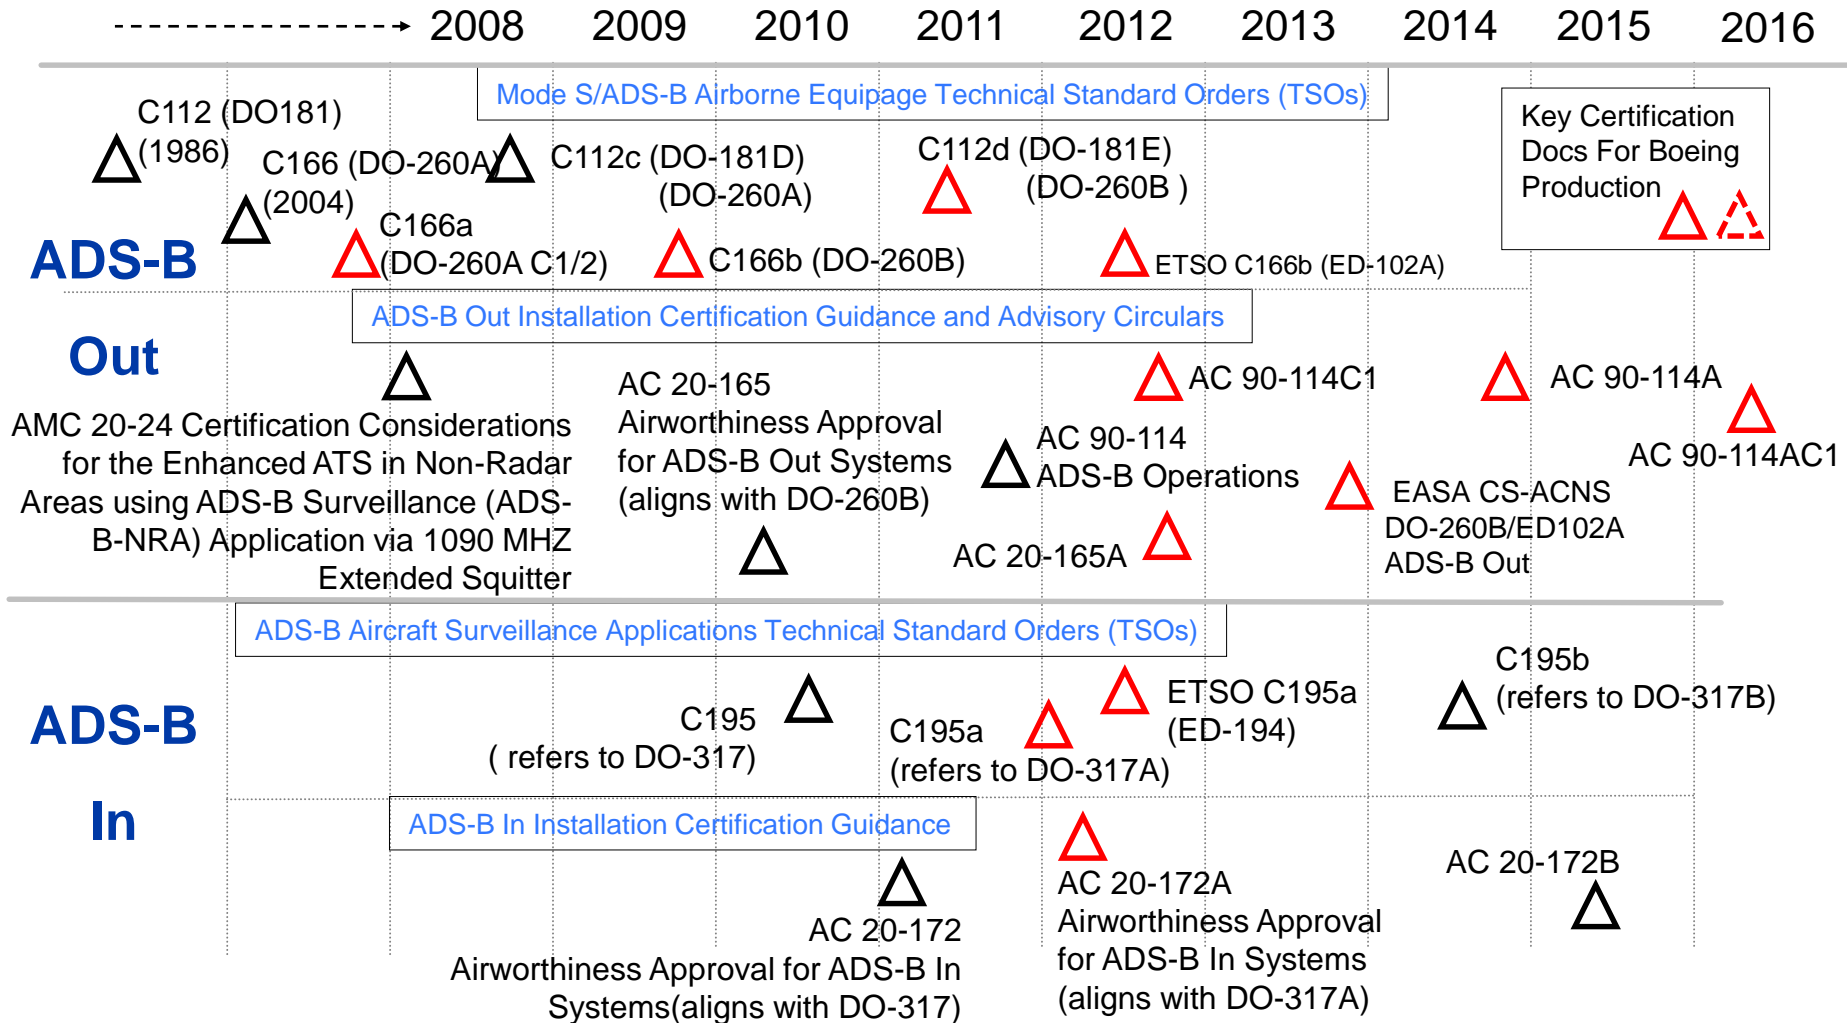 2008 2009 2010 2011 2012 2013 2014 2015 2016
Mode S/ADS-B Airborne Equipage Technical Standard Orders (TSOs)
C112 (DO181)
(1986)
C166 (DO-260A)
(2004)
C166a
(DO-260A C1/2)
C112c (DO-181D)
(DO-260A)
C166b (DO-260B)
C112d (DO-181E)
(DO-260B )
ETSO C166b (ED-102A)
Key Certification
Docs For Boeing
Production
ADS-B
Out
ADS-B Out Installation Certification Guidance and Advisory Circulars
AMC 20-24 Certification Considerations
for the Enhanced ATS in Non-Radar
Areas using ADS-B Surveillance (ADS-
B-NRA) Application via 1090 MHZ
Extended Squitter
AC 20-165
Airworthiness Approval
for ADS-B Out Systems
(aligns with DO-260B)
AC 90-114C1
AC 90-114
ADS-B Operations
AC 20-165A
AC 90-114A
AC 90-114AC1
EASA CS-ACNS
DO-260B/ED102A
ADS-B Out
ADS-B
In
ADS-B Aircraft Surveillance Applications Technical Standard Orders (TSOs)
C195
( refers to DO-317)
C195a
(refers to DO-317A)
ETSO C195a
(ED-194)
C195b
(refers to DO-317B)
ADS-B In Installation Certification Guidance
AC 20-172
Airworthiness Approval for ADS-B In
Systems(aligns with DO-317)
AC 20-172A
Airworthiness Approval
for ADS-B In Systems
(aligns with DO-317A)
AC 20-172B